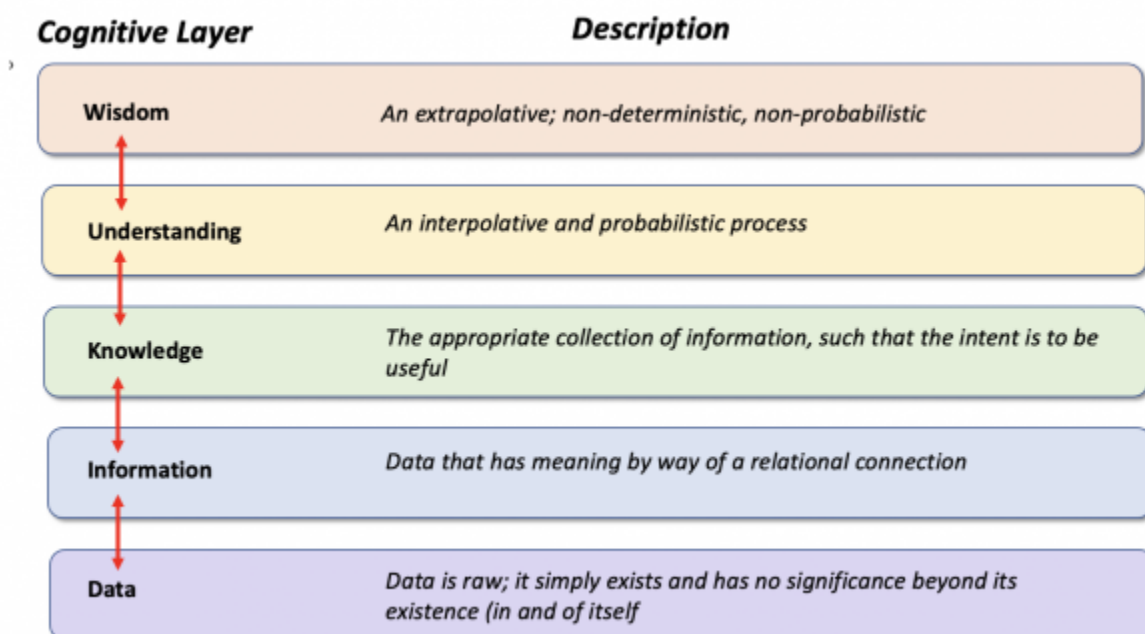 Cognitive Layer Description
Wisdom An extrapolative; non-deterministic, non-probabilistic
Understanding An interpolative and probabilistic process
Knowledge The appropriate collection of information, such that the intent is to be
useful
Information Data that has meaning by way of a relational connection
Data Data is raw; it simply exists and has no significance beyond its
existence (in and of itself